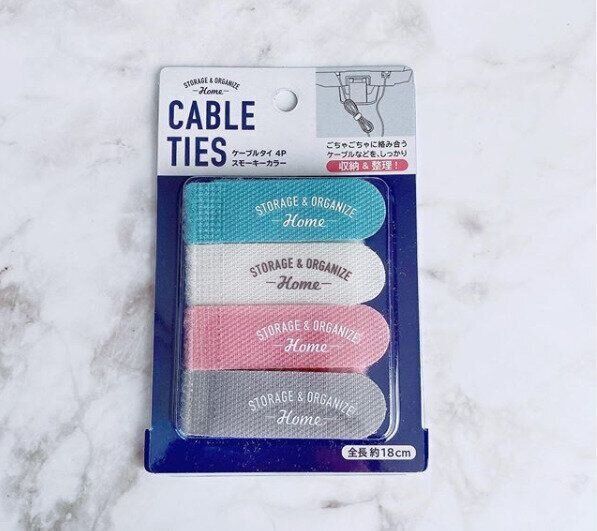 STORAGE & ORGANIZE
Home
CABLE
TIES
ケーブルタイ 4P
スモーキーカラー
ごちゃごちゃに絡み合う
ケーブルなどを、しっかり
収納 & 整理！
STORAGE & ORGANIZE
Home
STORAGE & ORGANIZE
Home
STORAGE & ORGANIZE
Home
STORAGE & ORGANIZE
Home
全長 約18cm